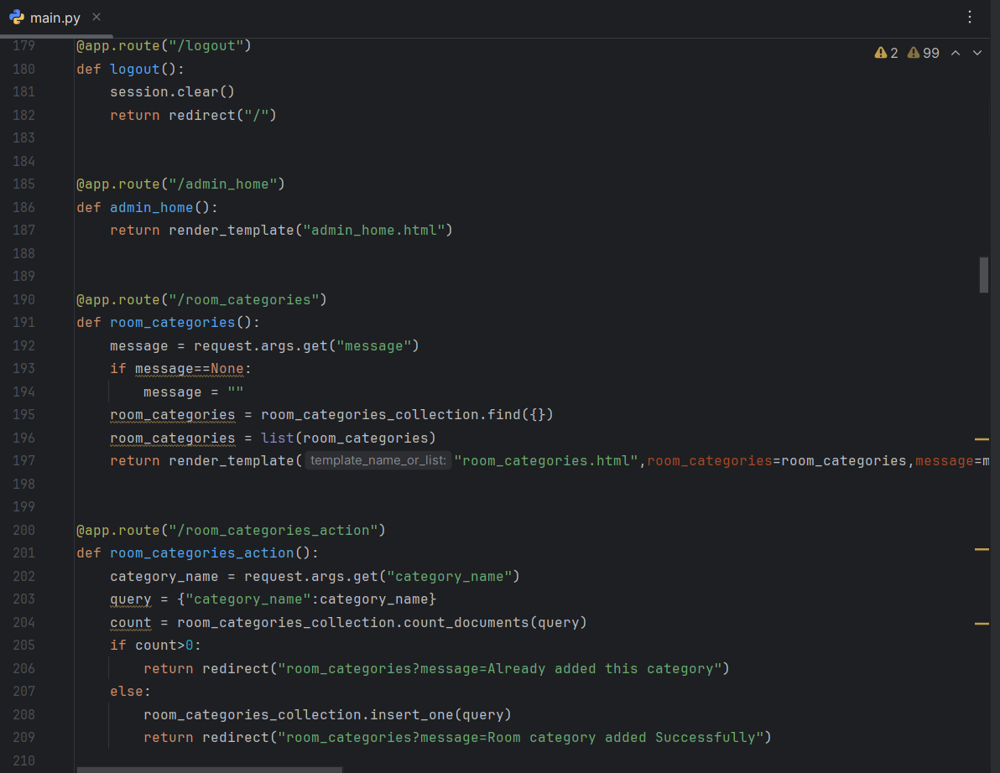 main.py
2 99
179 @app.route("/logout")
180 def logout():
181     session.clear()
182     return redirect("/")
183
184
185 @app.route("/admin_home")
186 def admin_home():
187     return render_template("admin_home.html")
188
189
190 @app.route("/room_categories")
191 def room_categories():
192     message = request.args.get("message")
193     if message==None:
194         message = ""
195     room_categories = room_categories_collection.find({})
196     room_categories = list(room_categories)
197     return render_template( template_name_or_list: "room_categories.html",room_categories=room_categories,message=m
198
199
200 @app.route("/room_categories_action")
201 def room_categories_action():
202     category_name = request.args.get("category_name")
203     query = {"category_name":category_name}
204     count = room_categories_collection.count_documents(query)
205     if count>0:
206         return redirect("room_categories?message=Already added this category")
207     else:
208         room_categories_collection.insert_one(query)
209         return redirect("room_categories?message=Room category added Successfully")
210